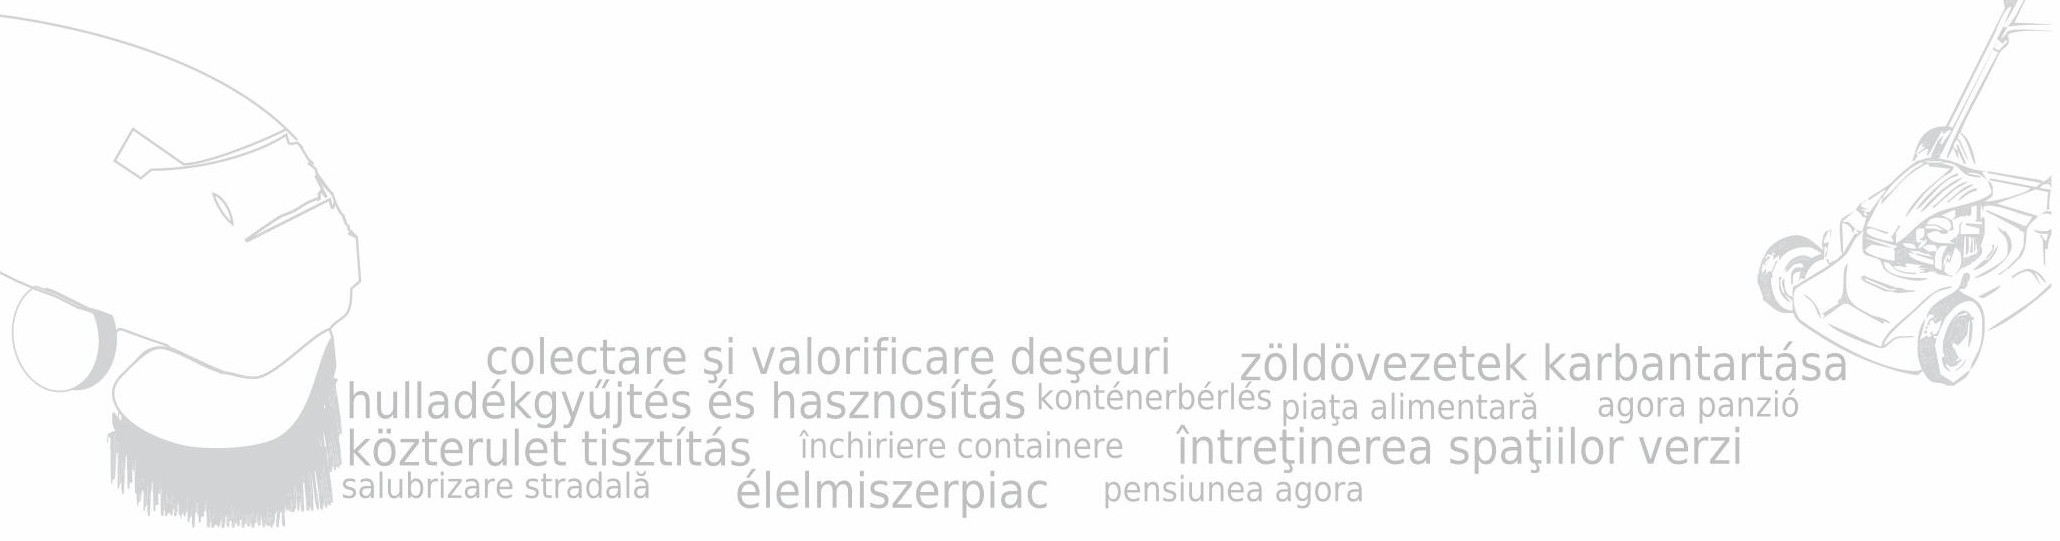 colectare şi valorificare deşeuri zöldövezetek karbantartása
hulladékgyűjtés és hasznosítás konténerbérlés piaţa alimentară agora panzió
közterulet tisztítás închiriere containere întreţinerea spaţiilor verzi
salubrizare stradală élelmiszerpiac pensiunea agora